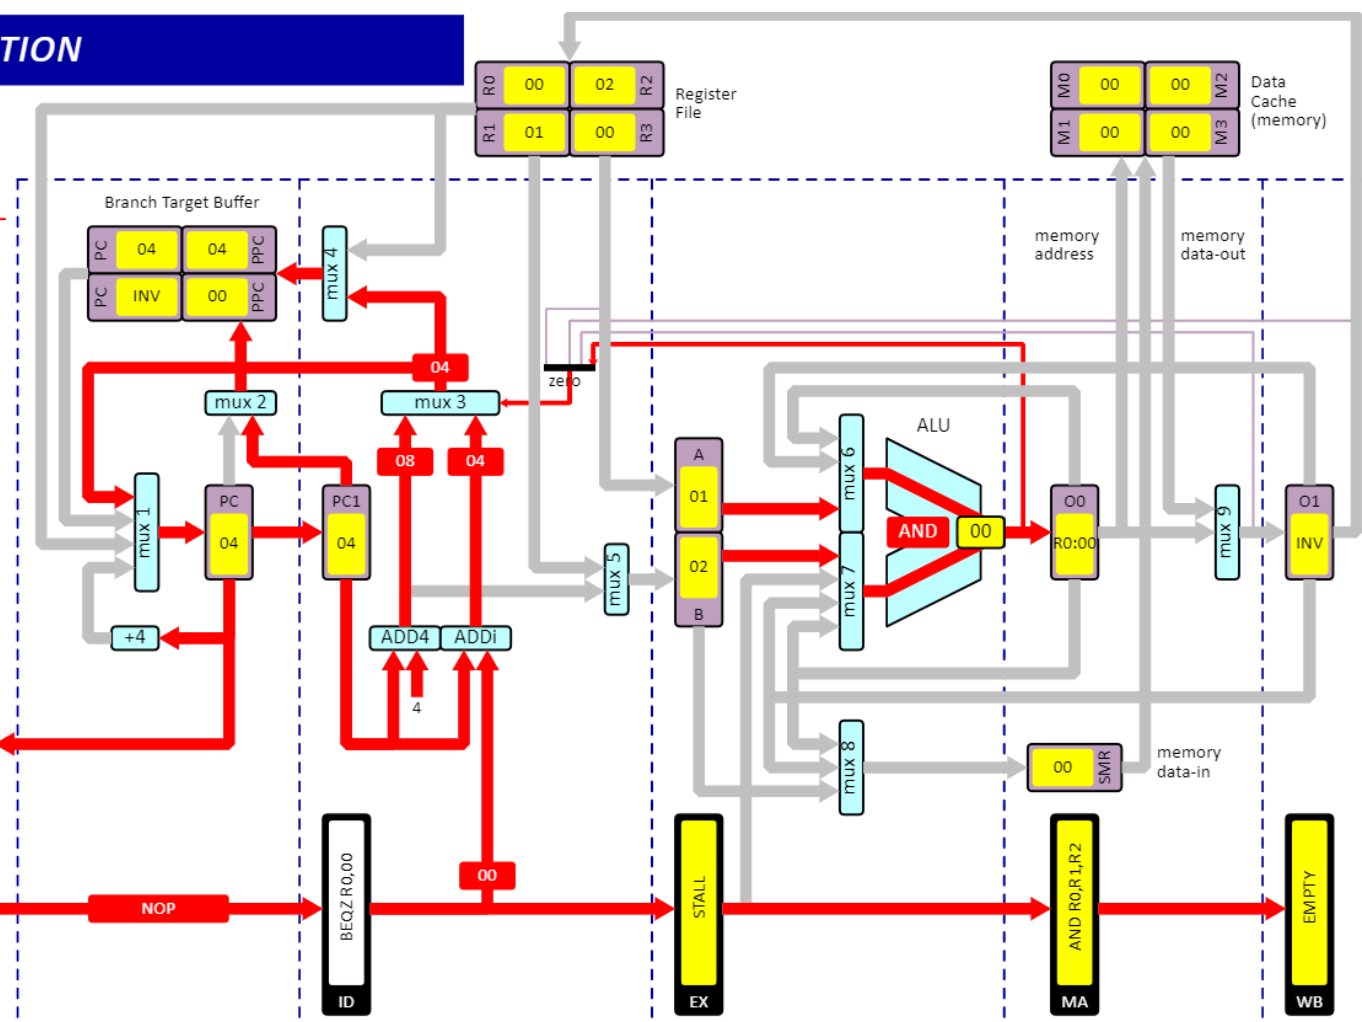 TION
R0
00
02
R2
R1
01
00
R3
Register
File
M0
00
00
M2
M1
00
00
M3
Data
Cache
(memory)
Branch Target Buffer
PC
04
04
PPC
PC
INV
00
PPC
mux 4
memory
address
memory
data-out
04
zero
mux 2
mux 3
ALU
08
04
mux 1
PC
04
PC1
04
A
01
02
B
mux 5
mux 6
mux 7
AND
00
O0
R0:00
mux 9
O1
INV
+4
ADD4
ADDi
4
mux 8
00
SMR
memory
data-in
00
NOP
BEQZ R0,00
ID
STALL
EX
AND R0,R1,R2
MA
EMPTY
WB